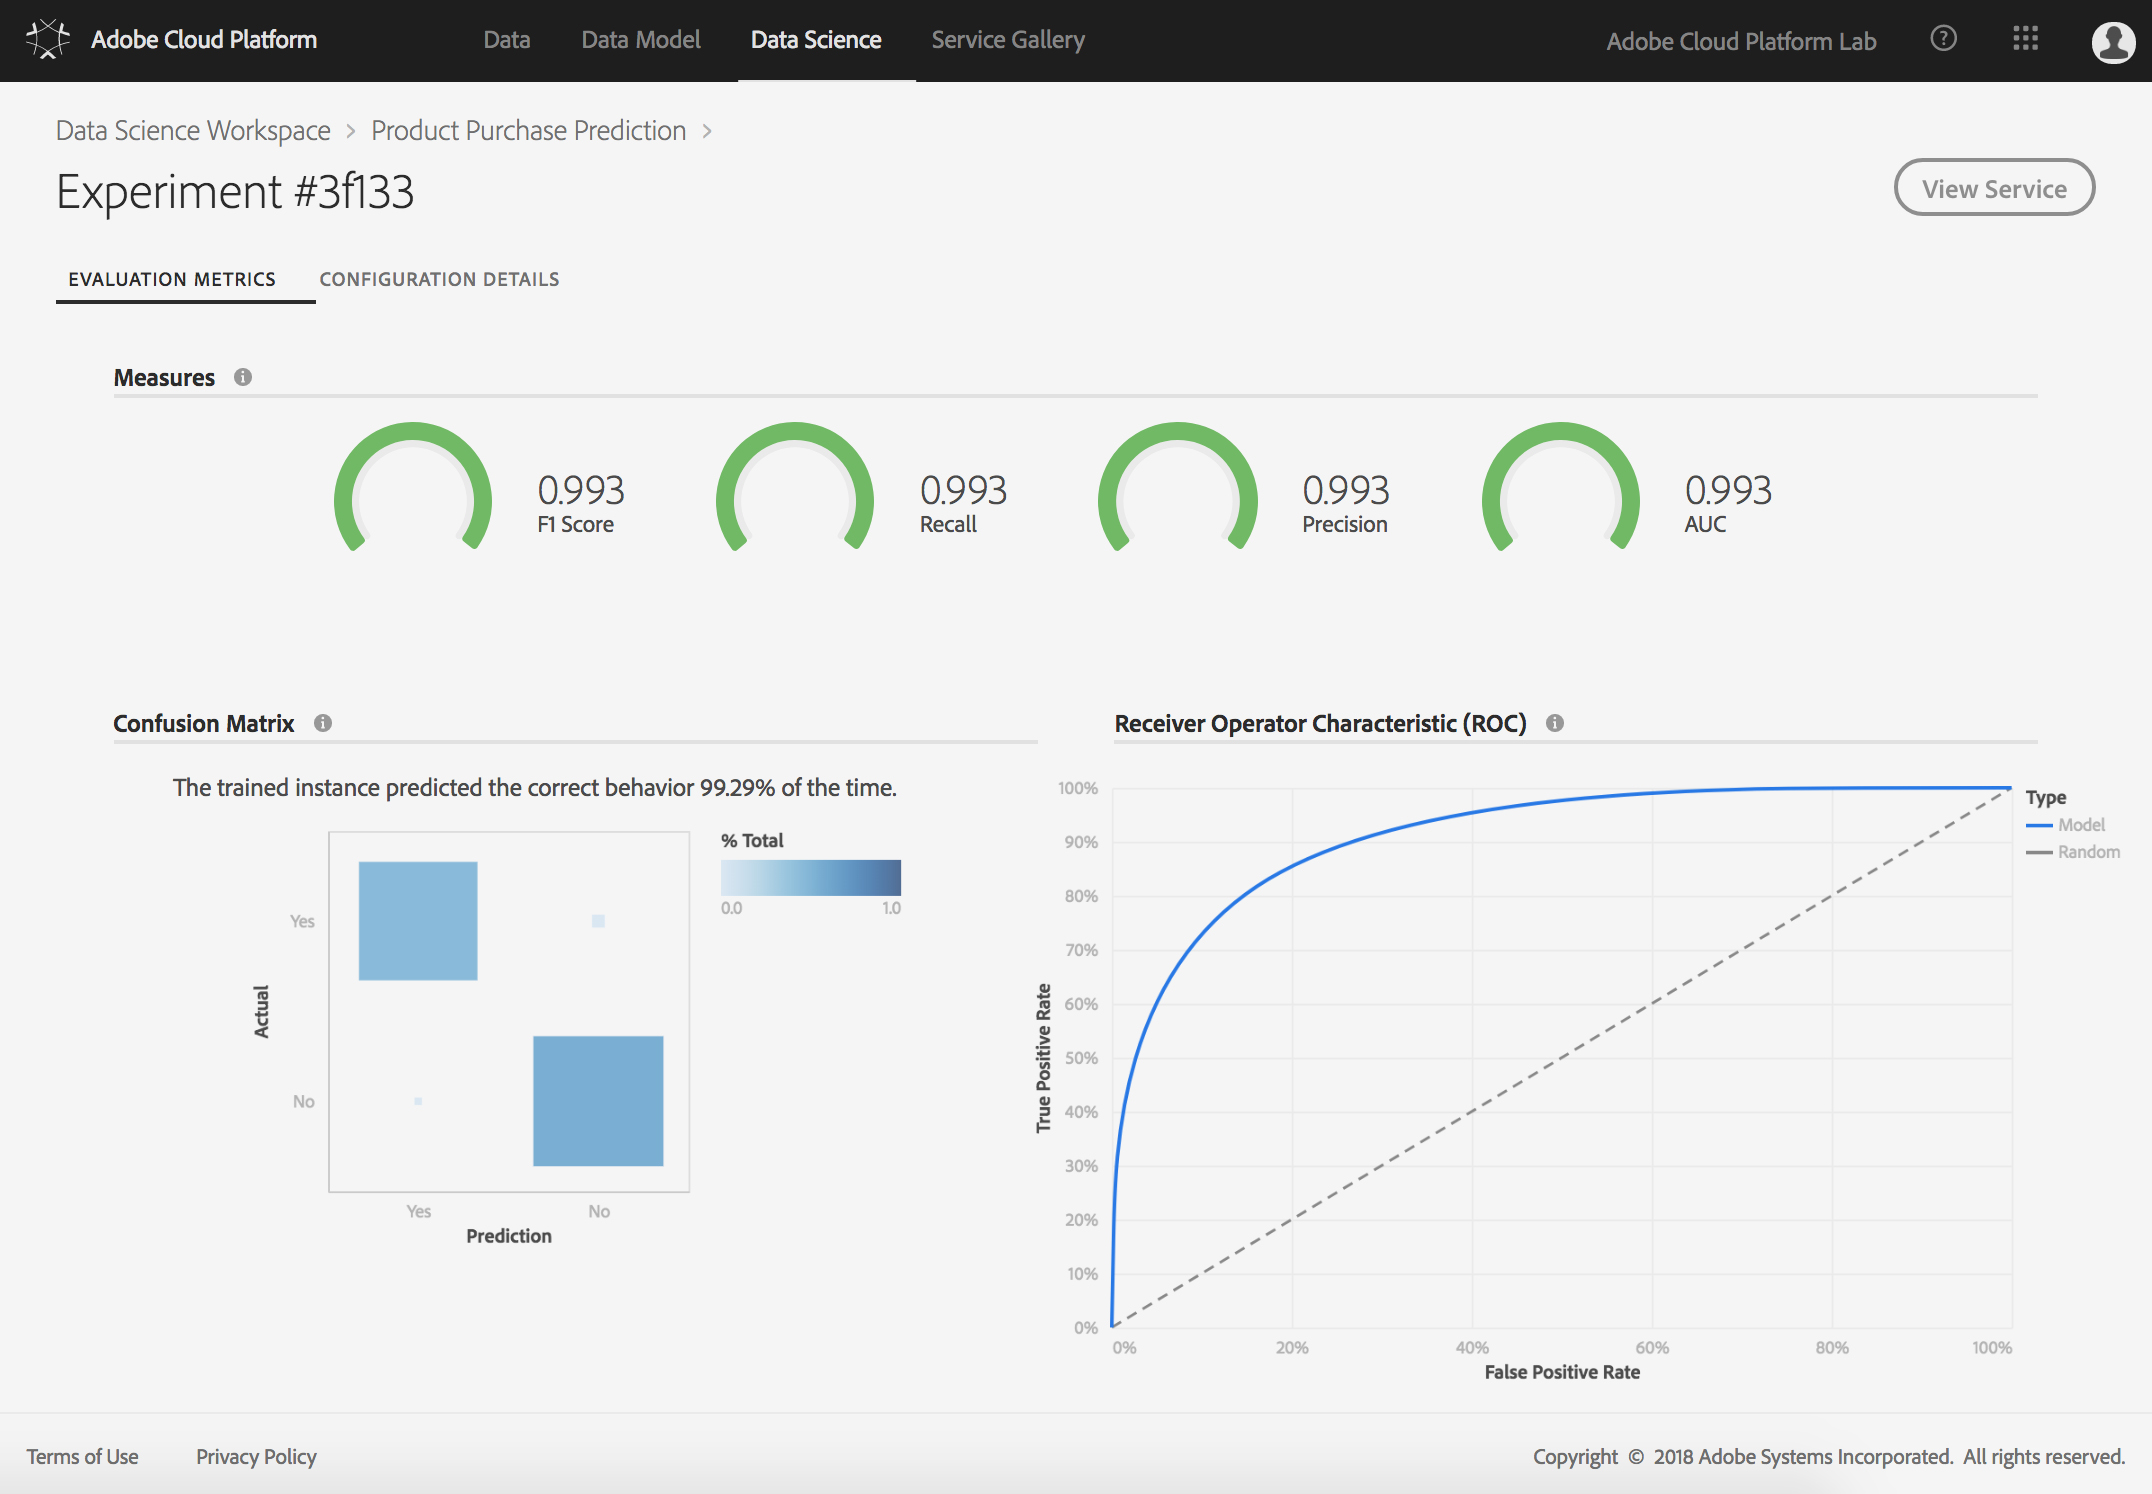 Adobe Cloud Platform
Data
Data Model
Data Science
Service Gallery
Adobe Cloud Platform Lab
Data Science Workspace > Product Purchase Prediction >
Experiment #3f133
View Service
EVALUATION METRICS
CONFIGURATION DETAILS
Measures
0.993
F1 Score
0.993
Recall
0.993
Precision
0.993
AUC
Confusion Matrix
The trained instance predicted the correct behavior 99.29% of the time.
% Total
0.0
1.0
Actual
Yes
No
Yes
No
Prediction
Receiver Operator Characteristic (ROC)
True Positive Rate
100%
90%
80%
70%
60%
50%
40%
30%
20%
10%
0%
0%
20%
40%
60%
80%
100%
False Positive Rate
Type
Model
Random
Terms of Use
Privacy Policy
Copyright © 2018 Adobe Systems Incorporated. All rights reserved.